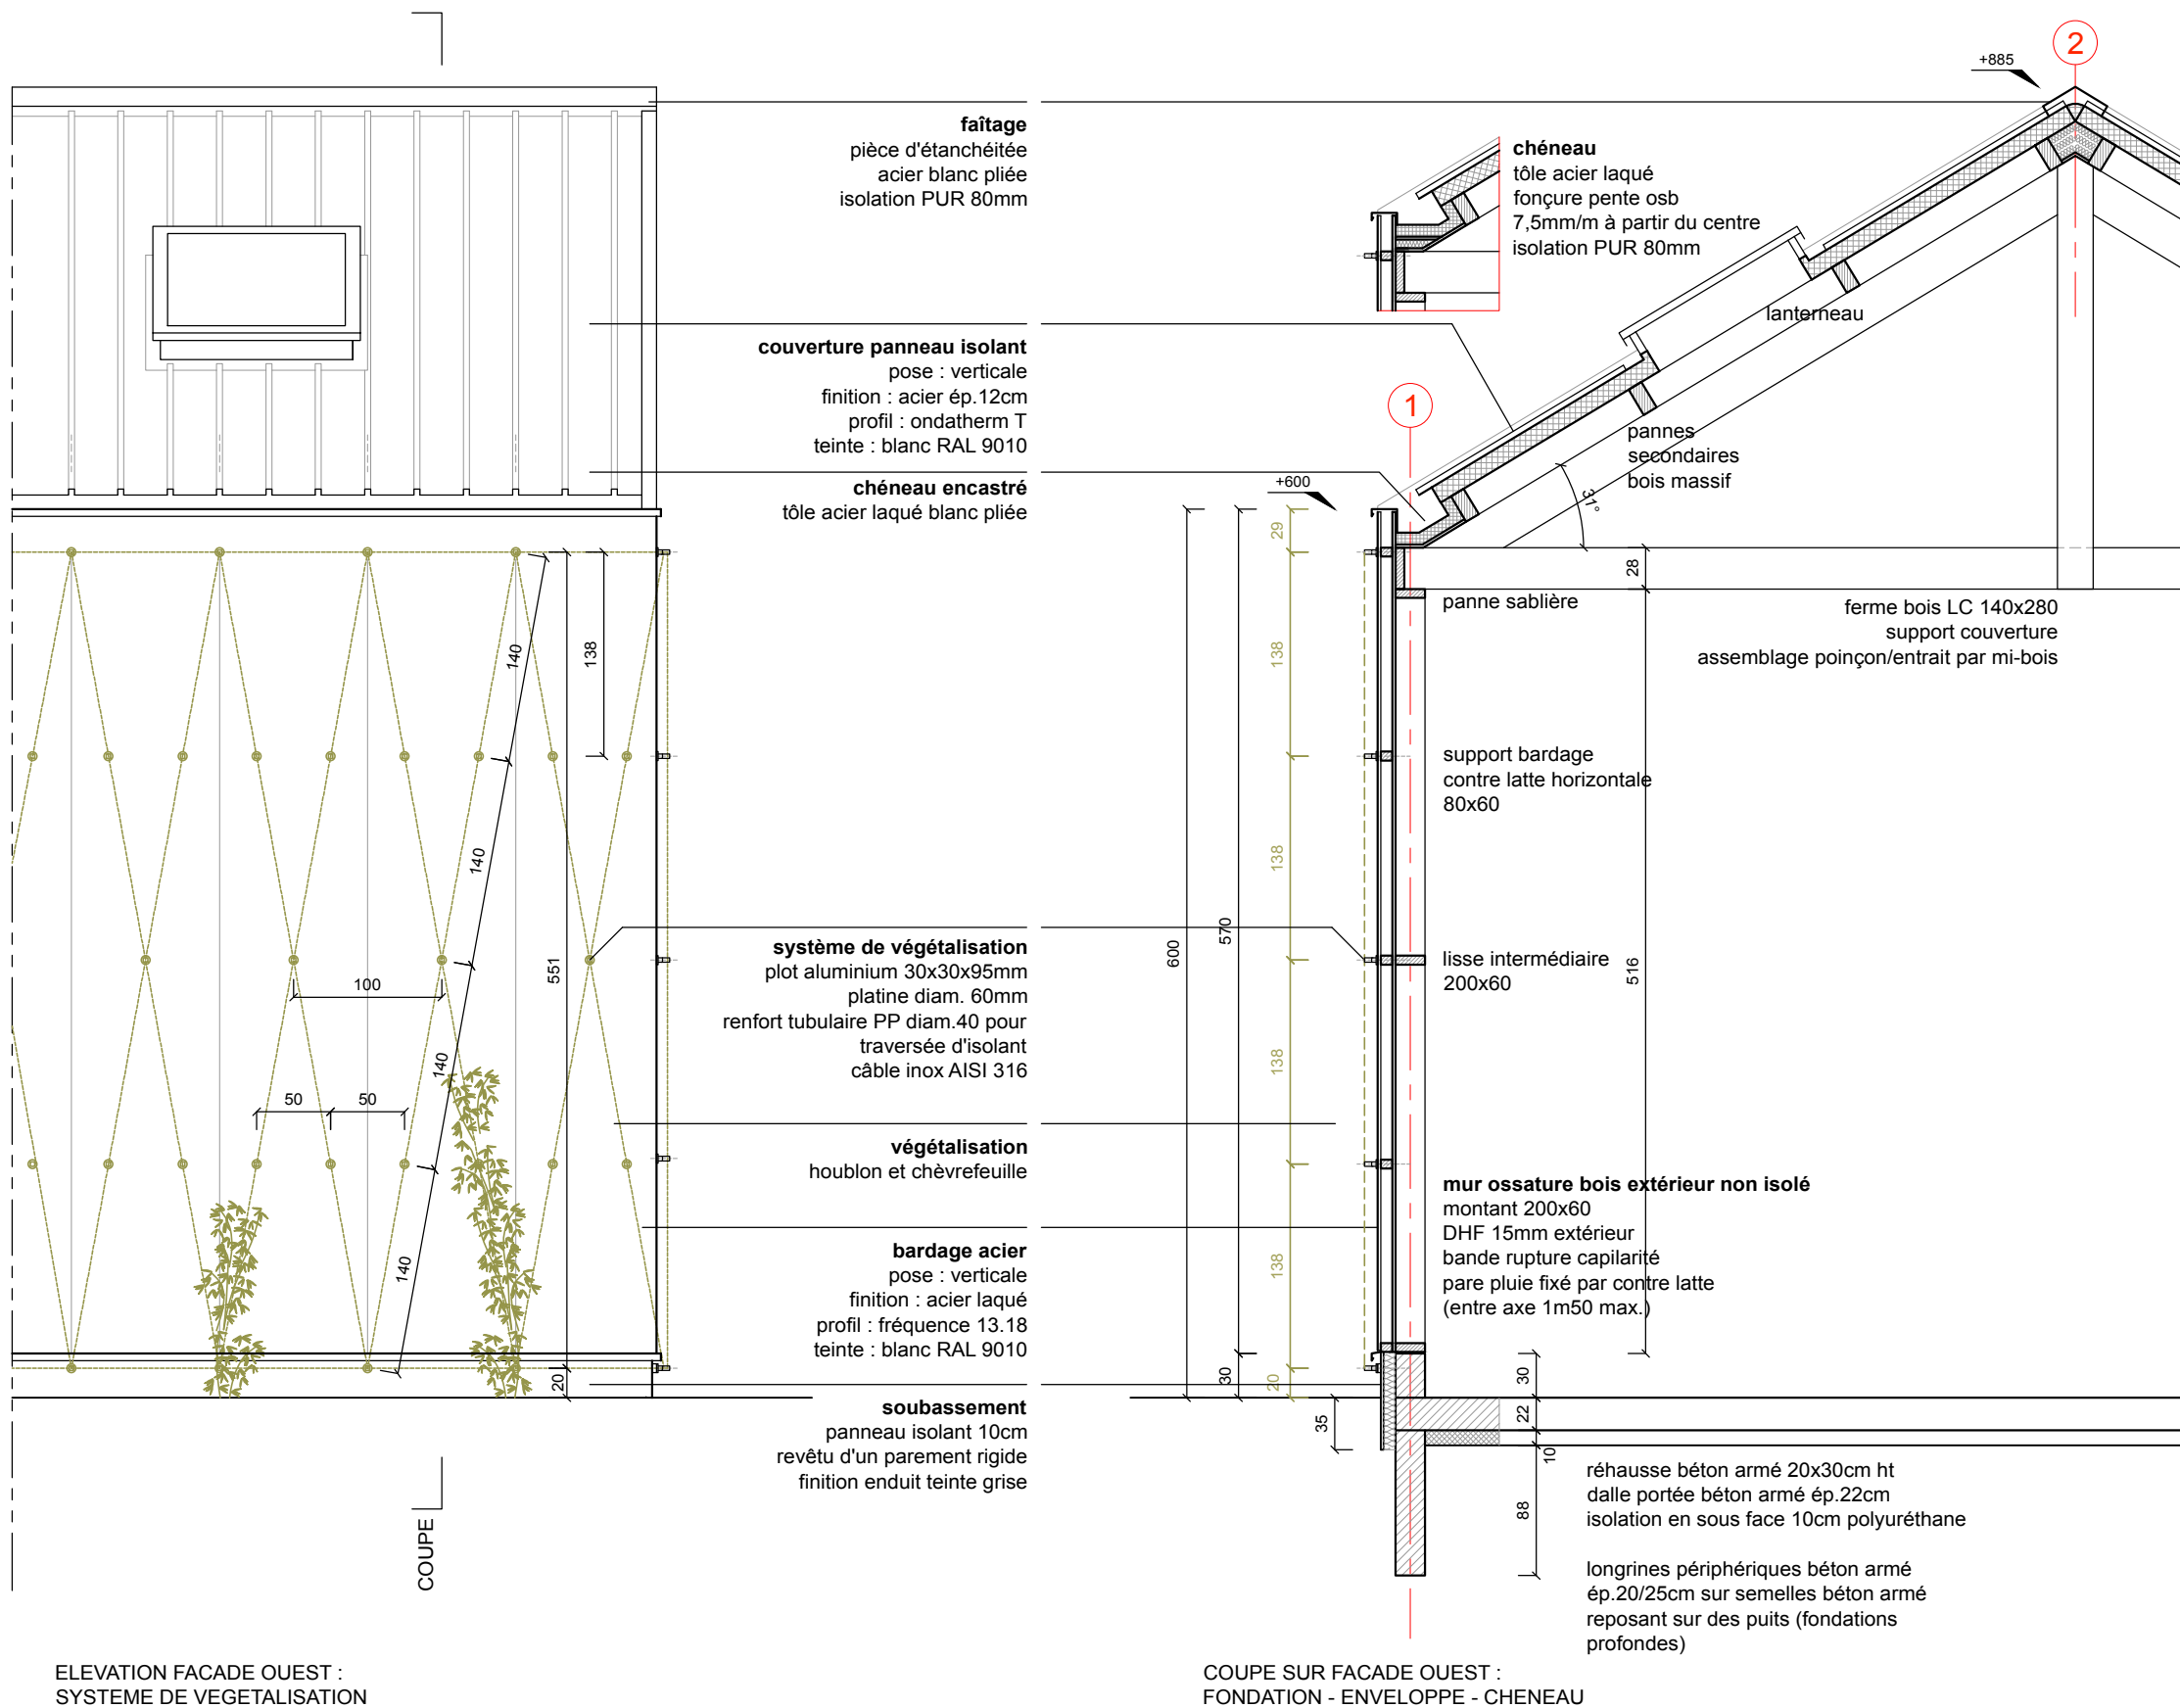 2
+885
faîtage
pièce d'étanchéitée
acier blanc pliée
isolation PUR 80mm
chéneau
tôle acier laqué
fonçure pente osb
7,5mm/m à partir du centre
isolation PUR 80mm
lanterneau
couverture panneau isolant
pose : verticale
finition : acier ép.12cm
profil : ondatherm T
teinte : blanc RAL 9010
1
pannes
secondaires
bois massif
31°
chéneau encastré
tôle acier laqué blanc pliée
+600
29
28
panne sablière
ferme bois LC 140x280
support couverture
assemblage poinçon/entrait par mi-bois
140
138
138
support bardage
contre latte horizontale
80x60
140
138
551
100
600
570
516
système de végétalisation
plot aluminium 30x30x95mm
platine diam. 60mm
renfort tubulaire PP diam.40 pour
traversée d'isolant
câble inox AISI 316
lisse intermédiaire
200x60
140
138
50
50
végétalisation
houblon et chèvrefeuille
mur ossature bois extérieur non isolé
montant 200x60
DHF 15mm extérieur
bande rupture capilarité
pare pluie fixé par contre latte
(entre axe 1m50 max.)
140
138
bardage acier
pose : verticale
finition : acier laqué
profil : fréquence 13.18
teinte : blanc RAL 9010
20
30
20
30
22
35
10
88
soubassement
panneau isolant 10cm
revêtu d'un parement rigide
finition enduit teinte grise
réhausse béton armé 20x30cm ht
dalle portée béton armé ép.22cm
isolation en sous face 10cm polyuréthane
longrines périphériques béton armé
ép.20/25cm sur semelles béton armé
reposant sur des puits (fondations
profondes)
COUPE
ELEVATION FACADE OUEST :
SYSTEME DE VEGETALISATION
COUPE SUR FACADE OUEST :
FONDATION - ENVELOPPE - CHENEAU